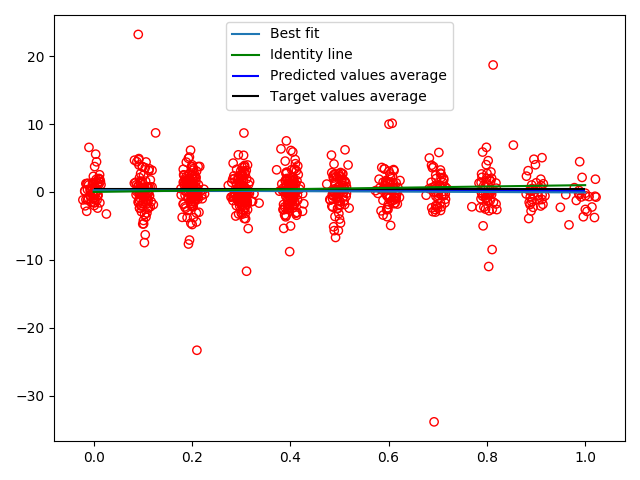 Best fit
Identity line
Predicted values average
Target values average
20
10
0
−10
−20
−30
0.0 0.2 0.4 0.6 0.8 1.0